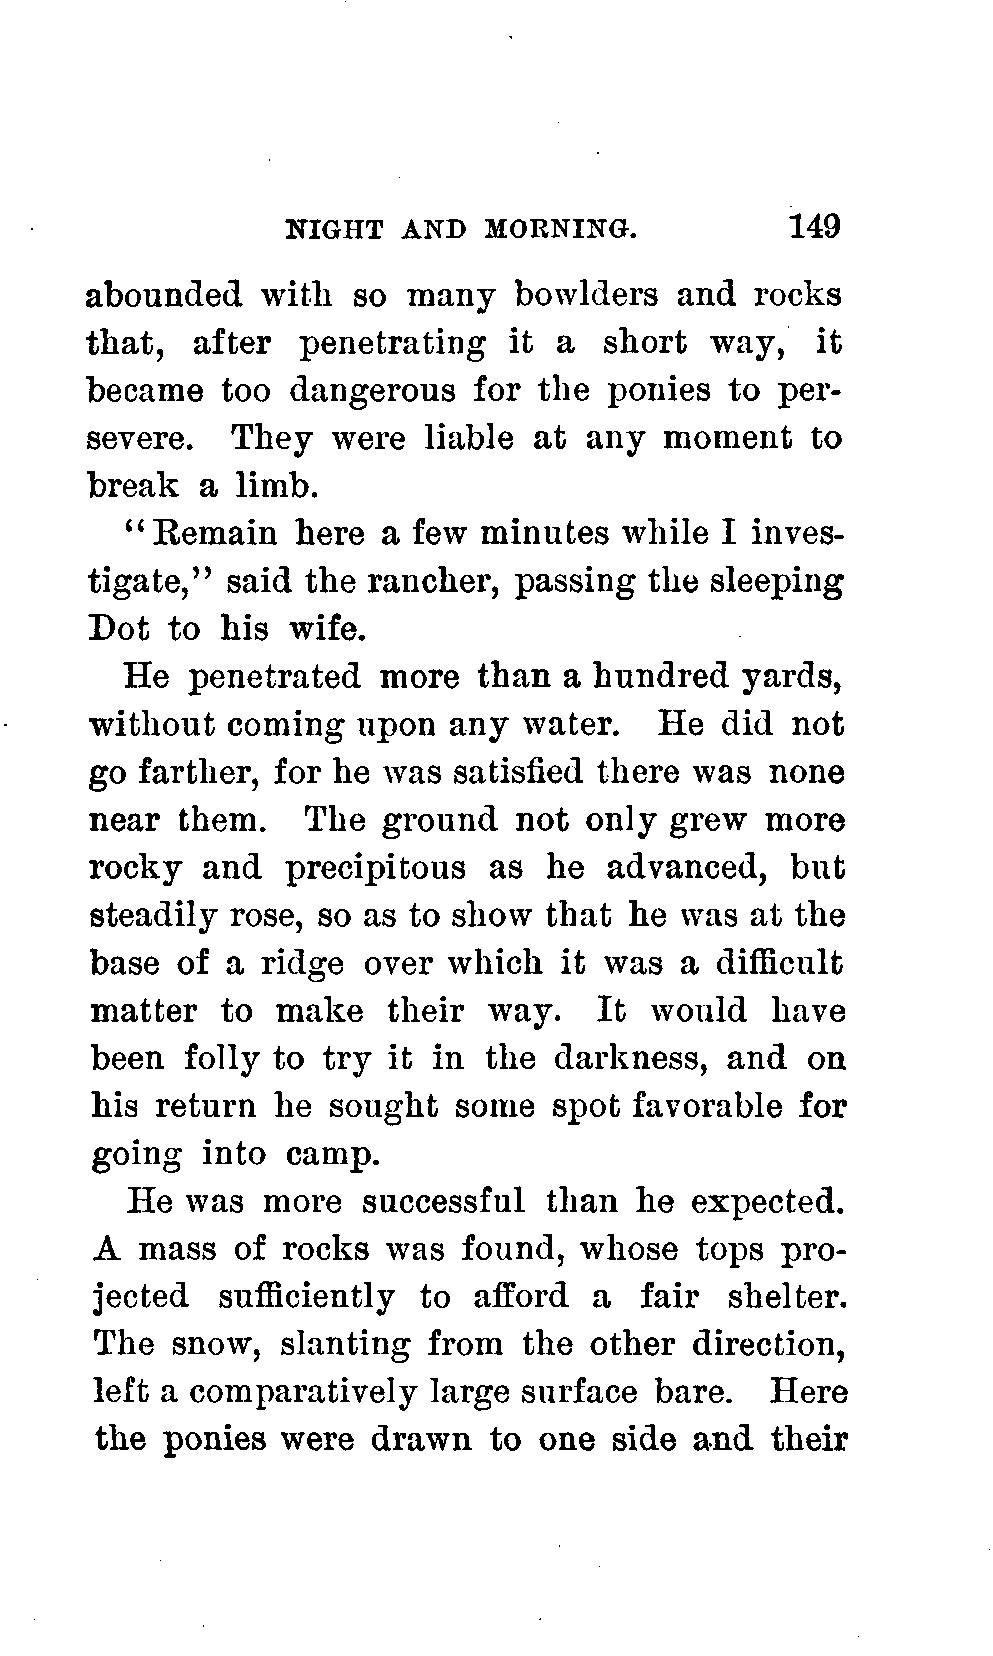 NIGHT AND MORNING. 149
abounded with so many bowlders and rocks
that, after penetrating it a short way, it
became too dangerous for the ponies to per-
severe. They were liable at any moment to
break a limb.
"Remain here a few minutes while I inves-
tigate," said the rancher, passing the sleeping
Dot to his wife.
He penetrated more than a hundred yards,
without coming upon any water. He did not
go farther, for he was satisfied there was none
near them. The ground not only grew more
rocky and precipitous as he advanced, but
steadily rose, so as to show that he was at the
base of a ridge over which it was a difficult
matter to make their way. It would have
been folly to try it in the darkness, and on
his return he sought some spot favorable for
going into camp.
He was more successful than he expected.
A mass of rocks was found, whose tops pro-
jected sufficiently to afford a fair shelter.
The snow, slanting from the other direction,
left a comparatively large surface bare. Here
the ponies were drawn to one side and their